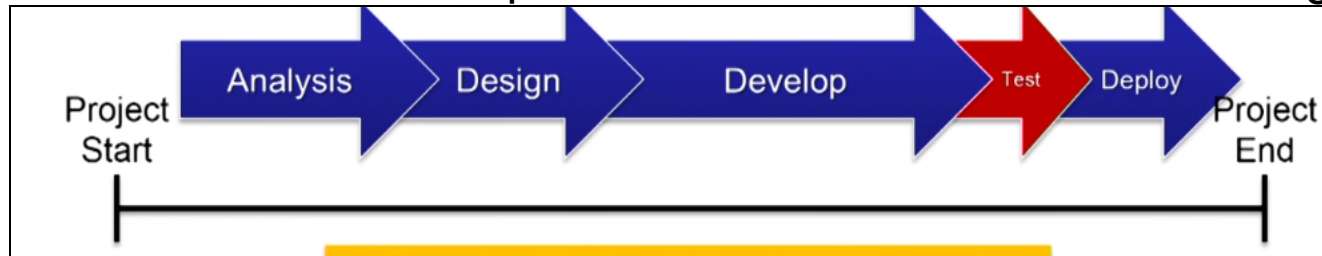 Analysis
Design
Develop
Test
Deploy
Project
Start
Project
End